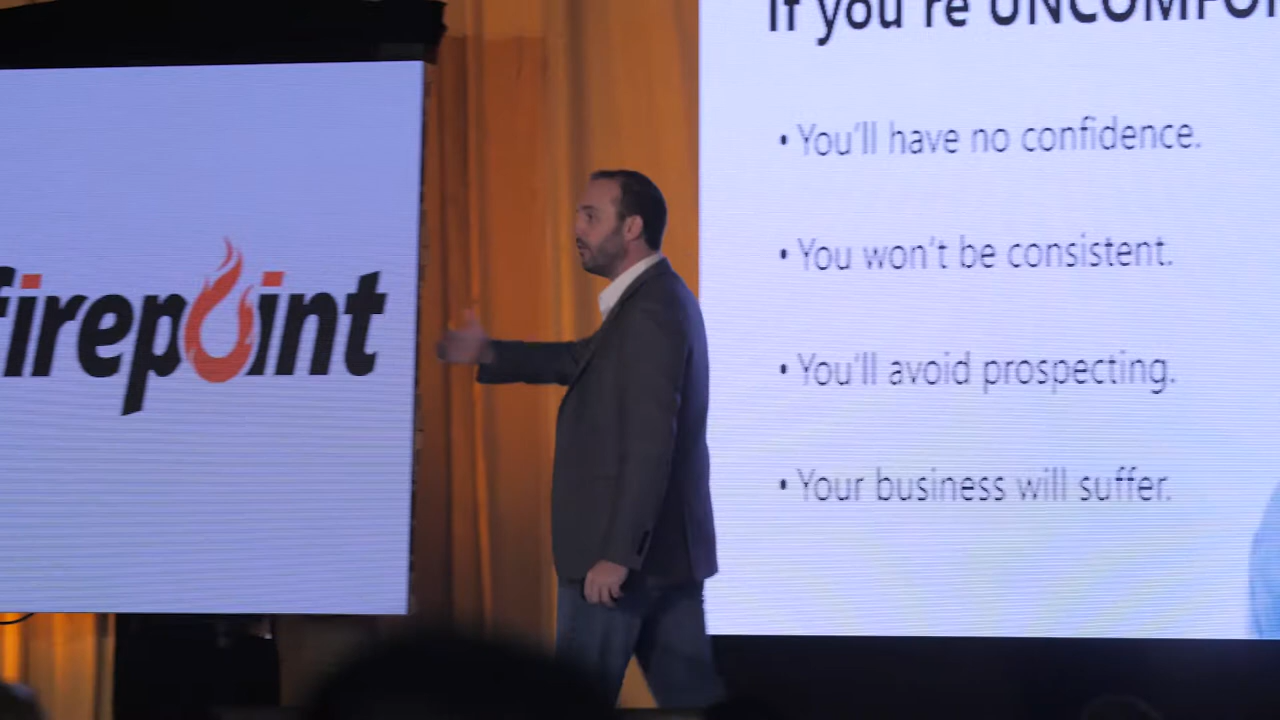 firepoint
If you're UNCOMFOR
• You'll have no confidence.
• You won't be consistent.
• You'll avoid prospecting.
• Your business will suffer.